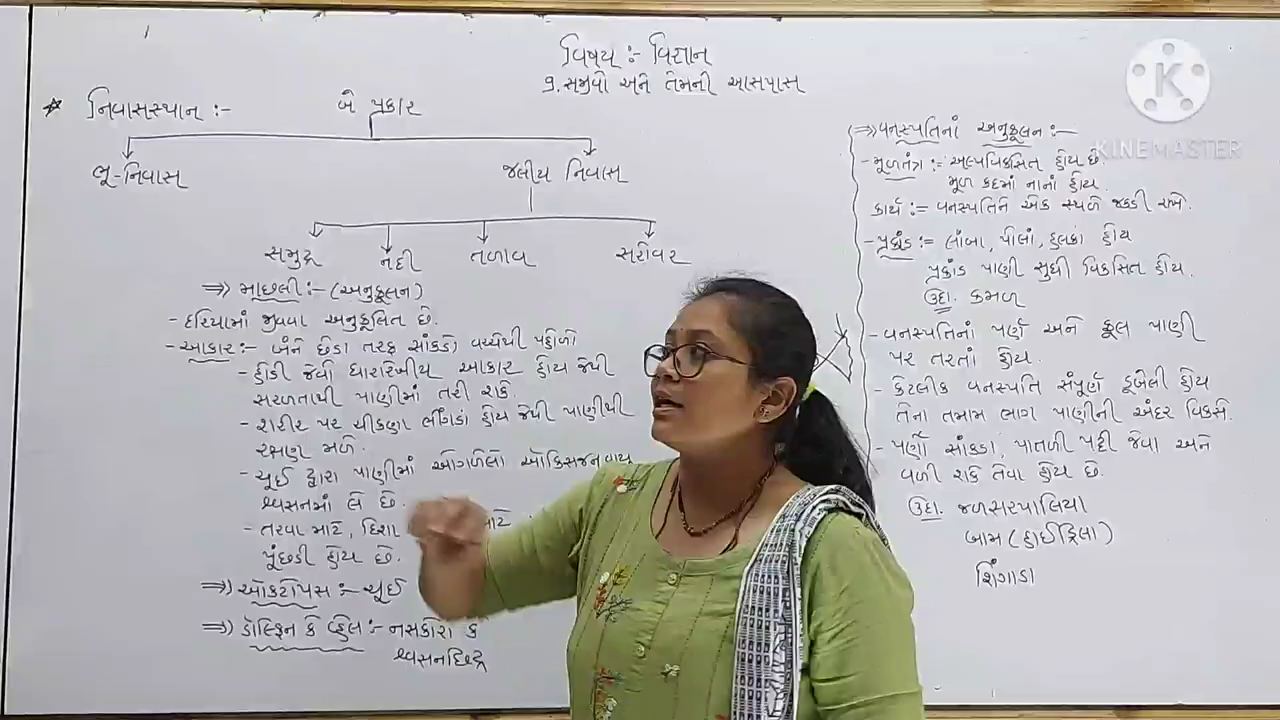 વિષય :- વિજ્ઞાન
9. સજીવો અને તેમની આસપાસ
* નિવાસસ્થાન :- બે પ્રકાર
ભૂ-નિવાસ જલીય નિવાસ
સમુદ્ર નદી તળાવ સરોવર
⇒ માછલી :- (અનુકૂલન)
- દરિયામાં જીવવા અનુકૂલિત છે.
- આકાર :- બંને છેડા તરફ સાંકડો વચ્ચેથી પહોળો
- હોડી જેવો ધારારેખીય આકાર હોય જેથી
સરળતાથી પાણીમાં તરી શકે.
- શરીર પર ચીકણા ભીંગડાં હોય જેથી પાણીથી
રક્ષણ મળે.
- ચૂઈ દ્વારા પાણીમાં ઓગળેલો ઓક્સિજન વાયુ
શ્વસનમાં લે છે.
- તરવા માટે, દિશા માટે
પૂંછડી હોય છે.
⇒) ઓક્ટોપસ :- ચૂઈ
⇒) ડોલ્ફિન કે વ્હેલ :- નસકોરા કે
શ્વસનછિદ્ર
⇒ વનસ્પતિનાં અનુકૂલન :-
- મૂળતંત્ર :- અલ્પવિકસિત હોય છે
મૂળ કદમાં નાનાં હોય.
કાર્ય := વનસ્પતિને એક સ્થળે જકડી રાખે.
- પ્રકાંડ := લાંબા, પોલાં, હલકા હોય
પ્રકાંડ પાણી સુધી વિકસિત હોય.
ઉદા. કમળ
- વનસ્પતિનાં પર્ણ અને ફૂલ પાણી
પર તરતાં હોય.
- કેટલીક વનસ્પતિ સંપૂર્ણ ડૂબેલી હોય
તેના તમામ ભાગ પાણીની અંદર વિકસે.
- પર્ણો સાંકડા, પાતળી પટ્ટી જેવા અને
વળી શકે તેવા હોય છે.
ઉદા. જળસરપોલિયા
બામ (હાઈડ્રિલા)
શિંગોડા
KINEMASTER